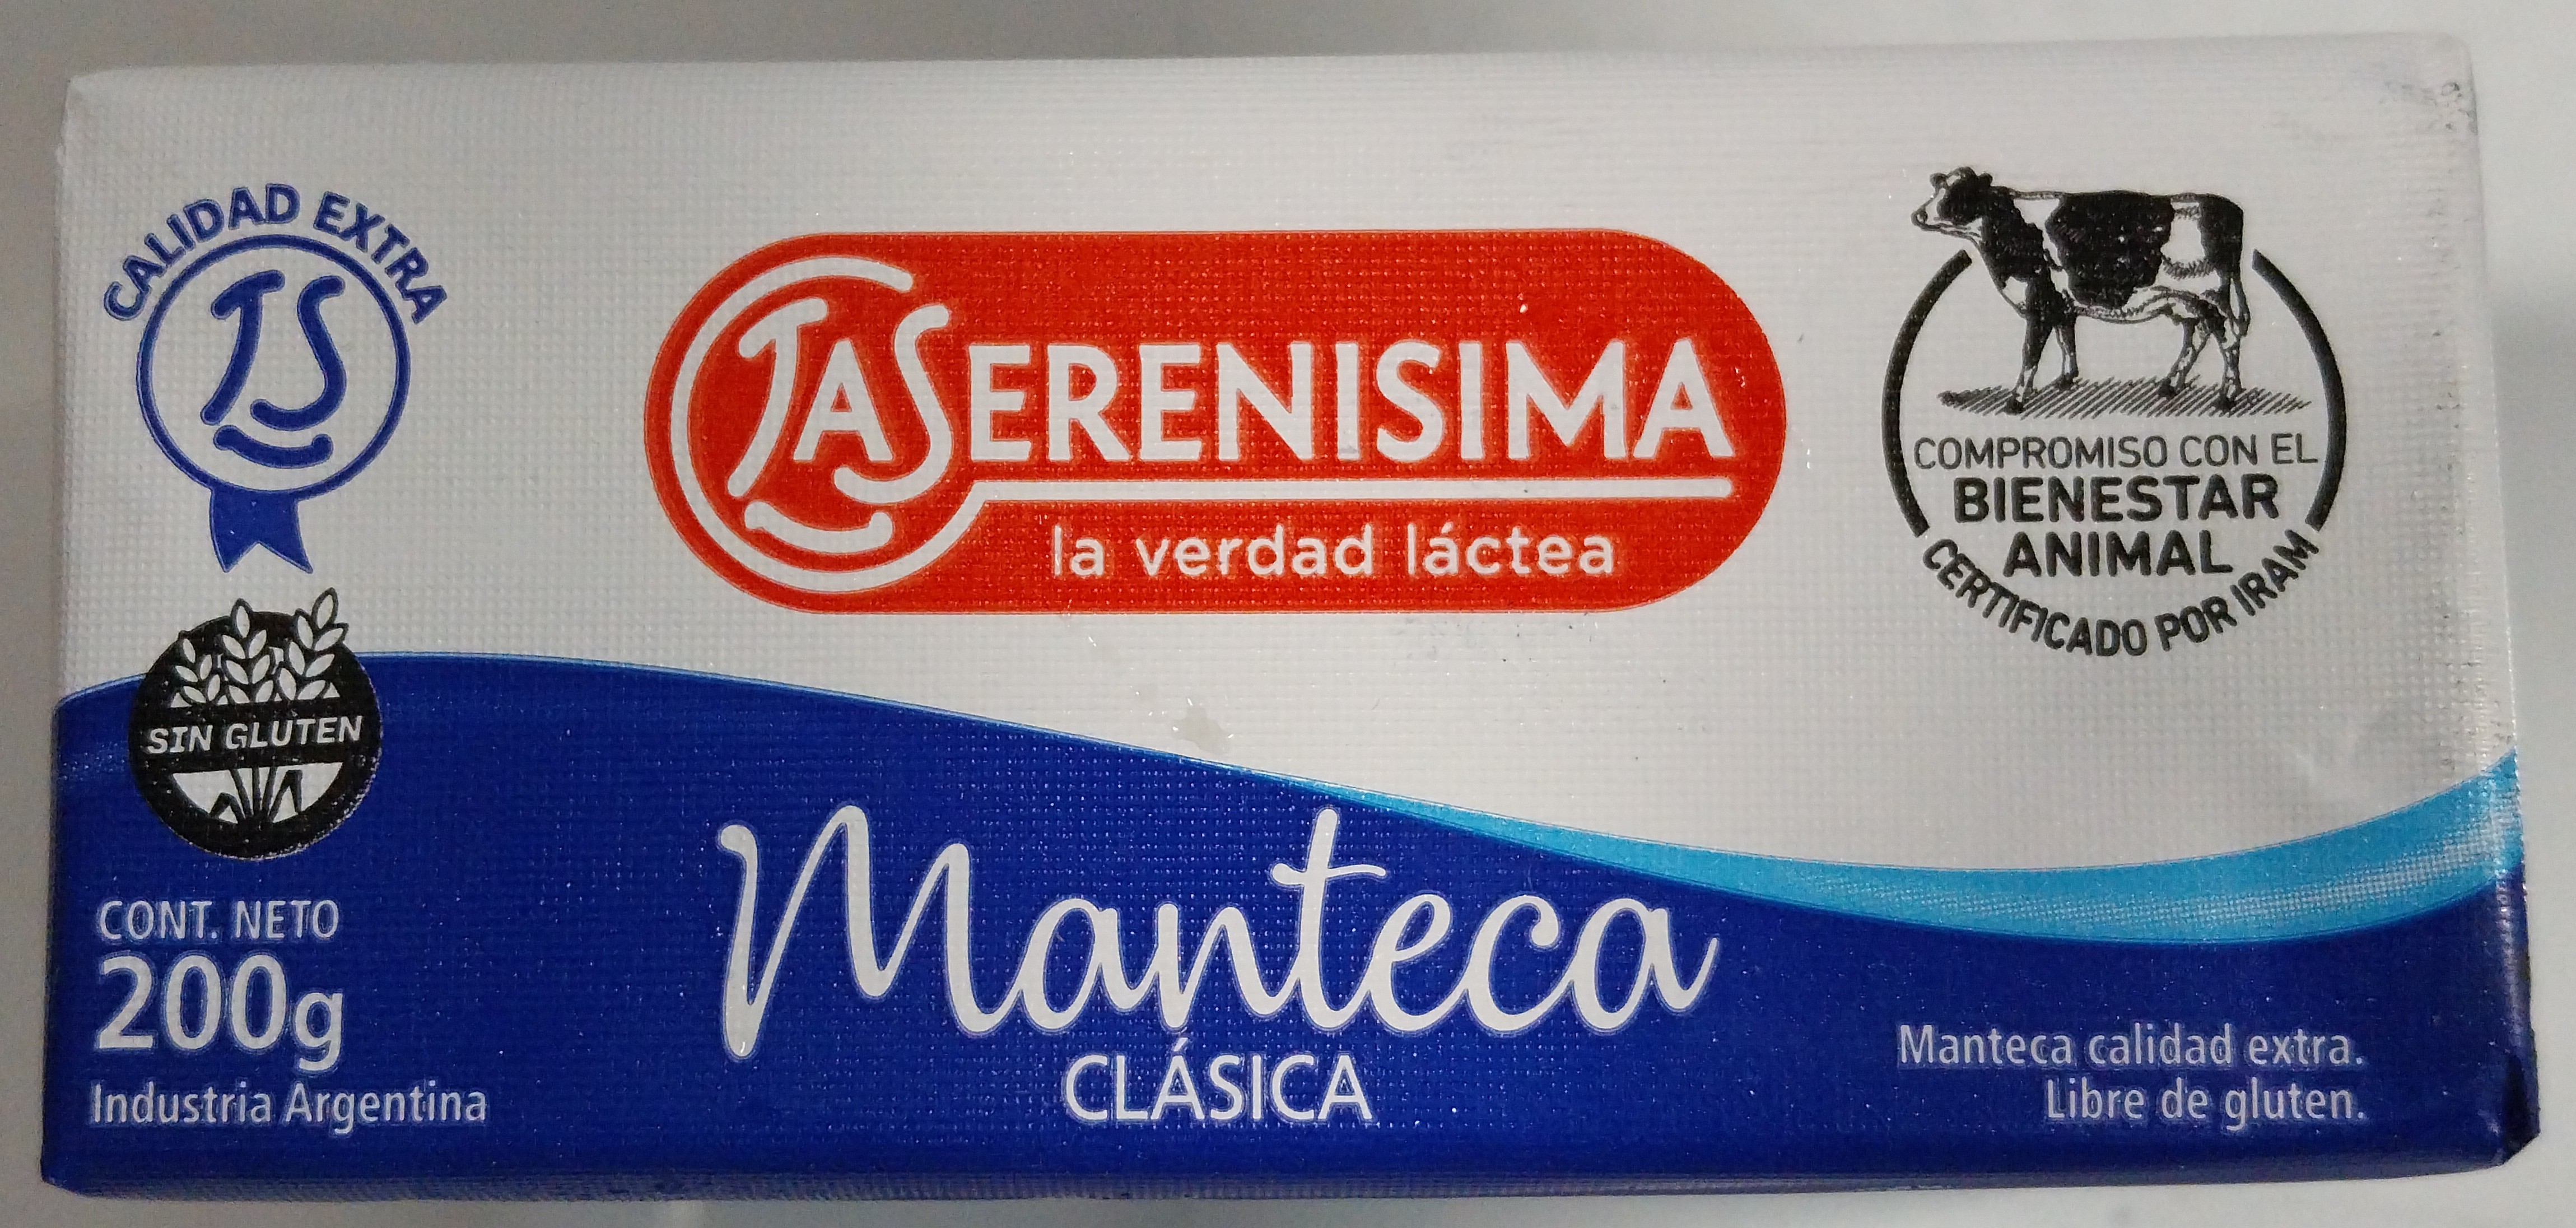 CALIDAD EXTRA
LS
LA SERENISIMA
la verdad láctea
COMPROMISO CON EL
BIENESTAR
ANIMAL
CERTIFICADO POR IRAM
SIN GLUTEN
CONT. NETO
200g
Industria Argentina
Manteca
CLÁSICA
Manteca calidad extra.
Libre de gluten.